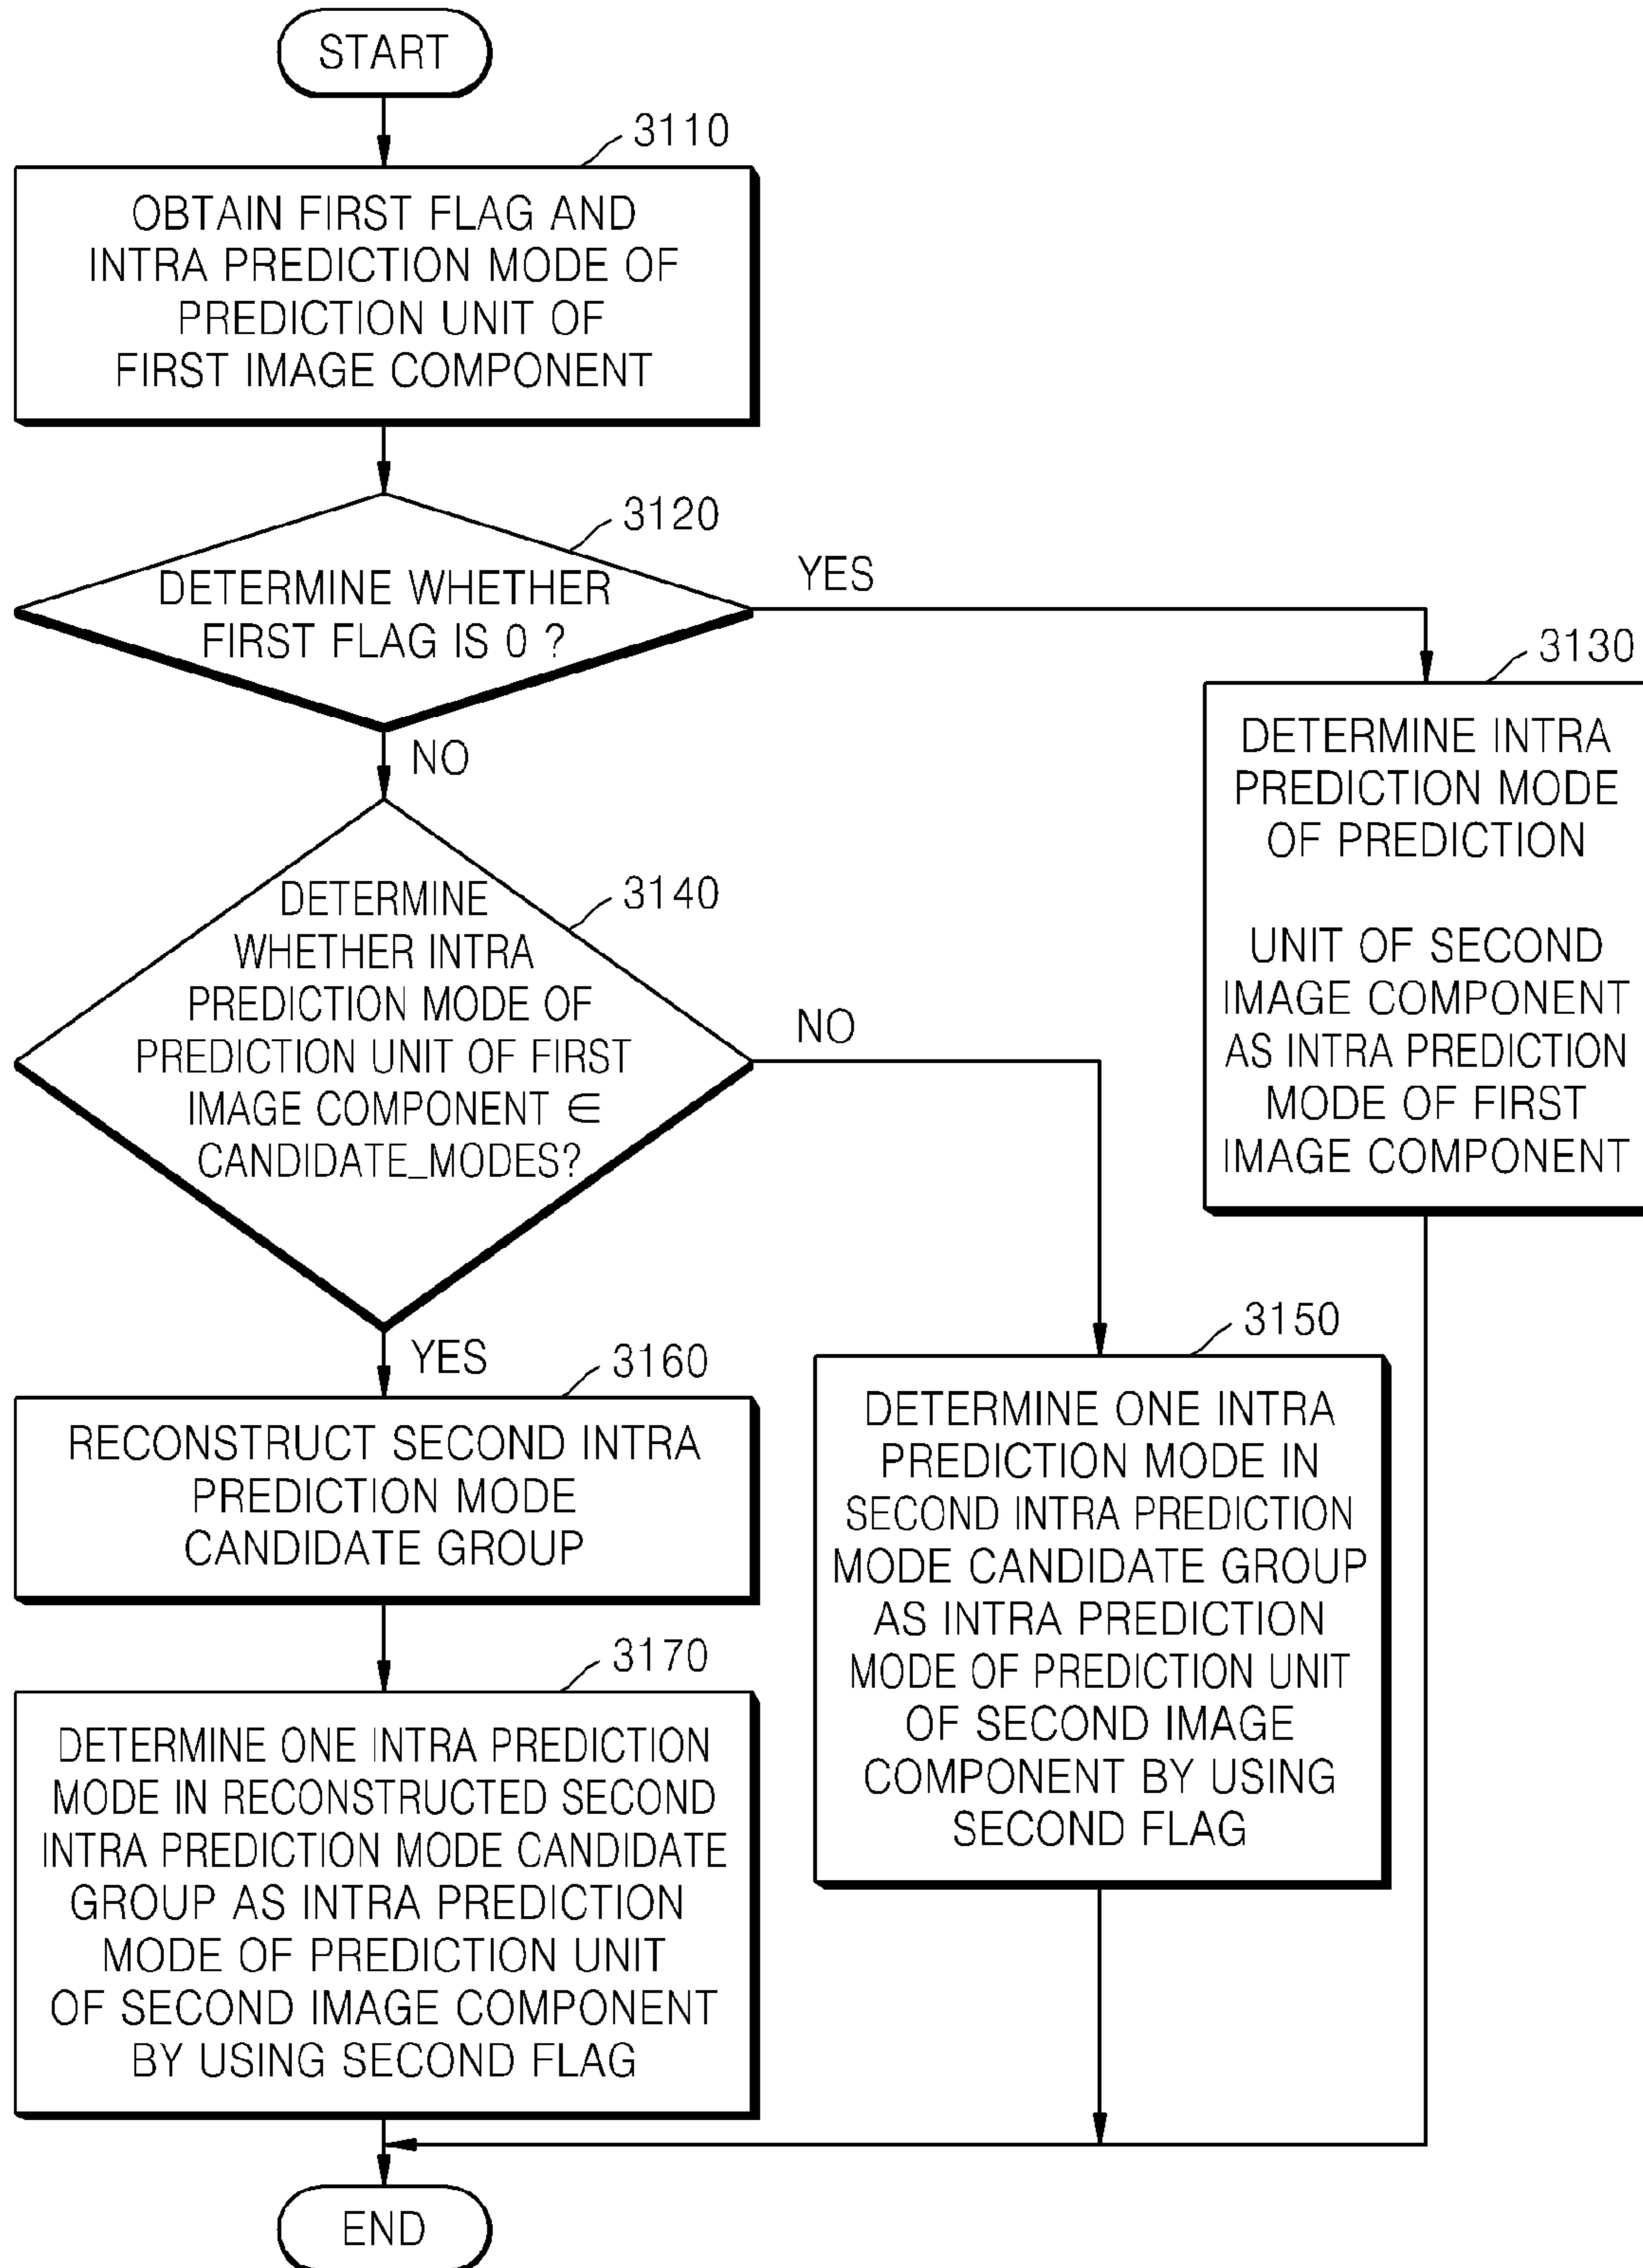 START
3110
OBTAIN FIRST FLAG AND
INTRA PREDICTION MODE OF
PREDICTION UNIT OF
FIRST IMAGE COMPONENT
3120
DETERMINE WHETHER
FIRST FLAG IS 0 ?
YES
NO
3130
DETERMINE INTRA
PREDICTION MODE
OF PREDICTION
UNIT OF SECOND
IMAGE COMPONENT
AS INTRA PREDICTION
MODE OF FIRST
IMAGE COMPONENT
3140
DETERMINE
WHETHER INTRA
PREDICTION MODE OF
PREDICTION UNIT OF FIRST
IMAGE COMPONENT ∈
CANDIDATE_MODES?
NO
YES
3150
DETERMINE ONE INTRA
PREDICTION MODE IN
SECOND INTRA PREDICTION
MODE CANDIDATE GROUP
AS INTRA PREDICTION
MODE OF PREDICTION UNIT
OF SECOND IMAGE
COMPONENT BY USING
SECOND FLAG
3160
RECONSTRUCT SECOND INTRA
PREDICTION MODE
CANDIDATE GROUP
3170
DETERMINE ONE INTRA PREDICTION
MODE IN RECONSTRUCTED SECOND
INTRA PREDICTION MODE CANDIDATE
GROUP AS INTRA PREDICTION
MODE OF PREDICTION UNIT
OF SECOND IMAGE COMPONENT
BY USING SECOND FLAG
END